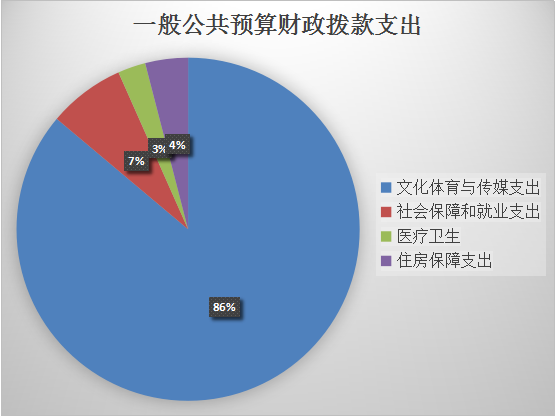 一般公共预算财政拨款支出
4%
3%
7%
86%
文化体育与传媒支出
社会保障和就业支出
医疗卫生
住房保障支出